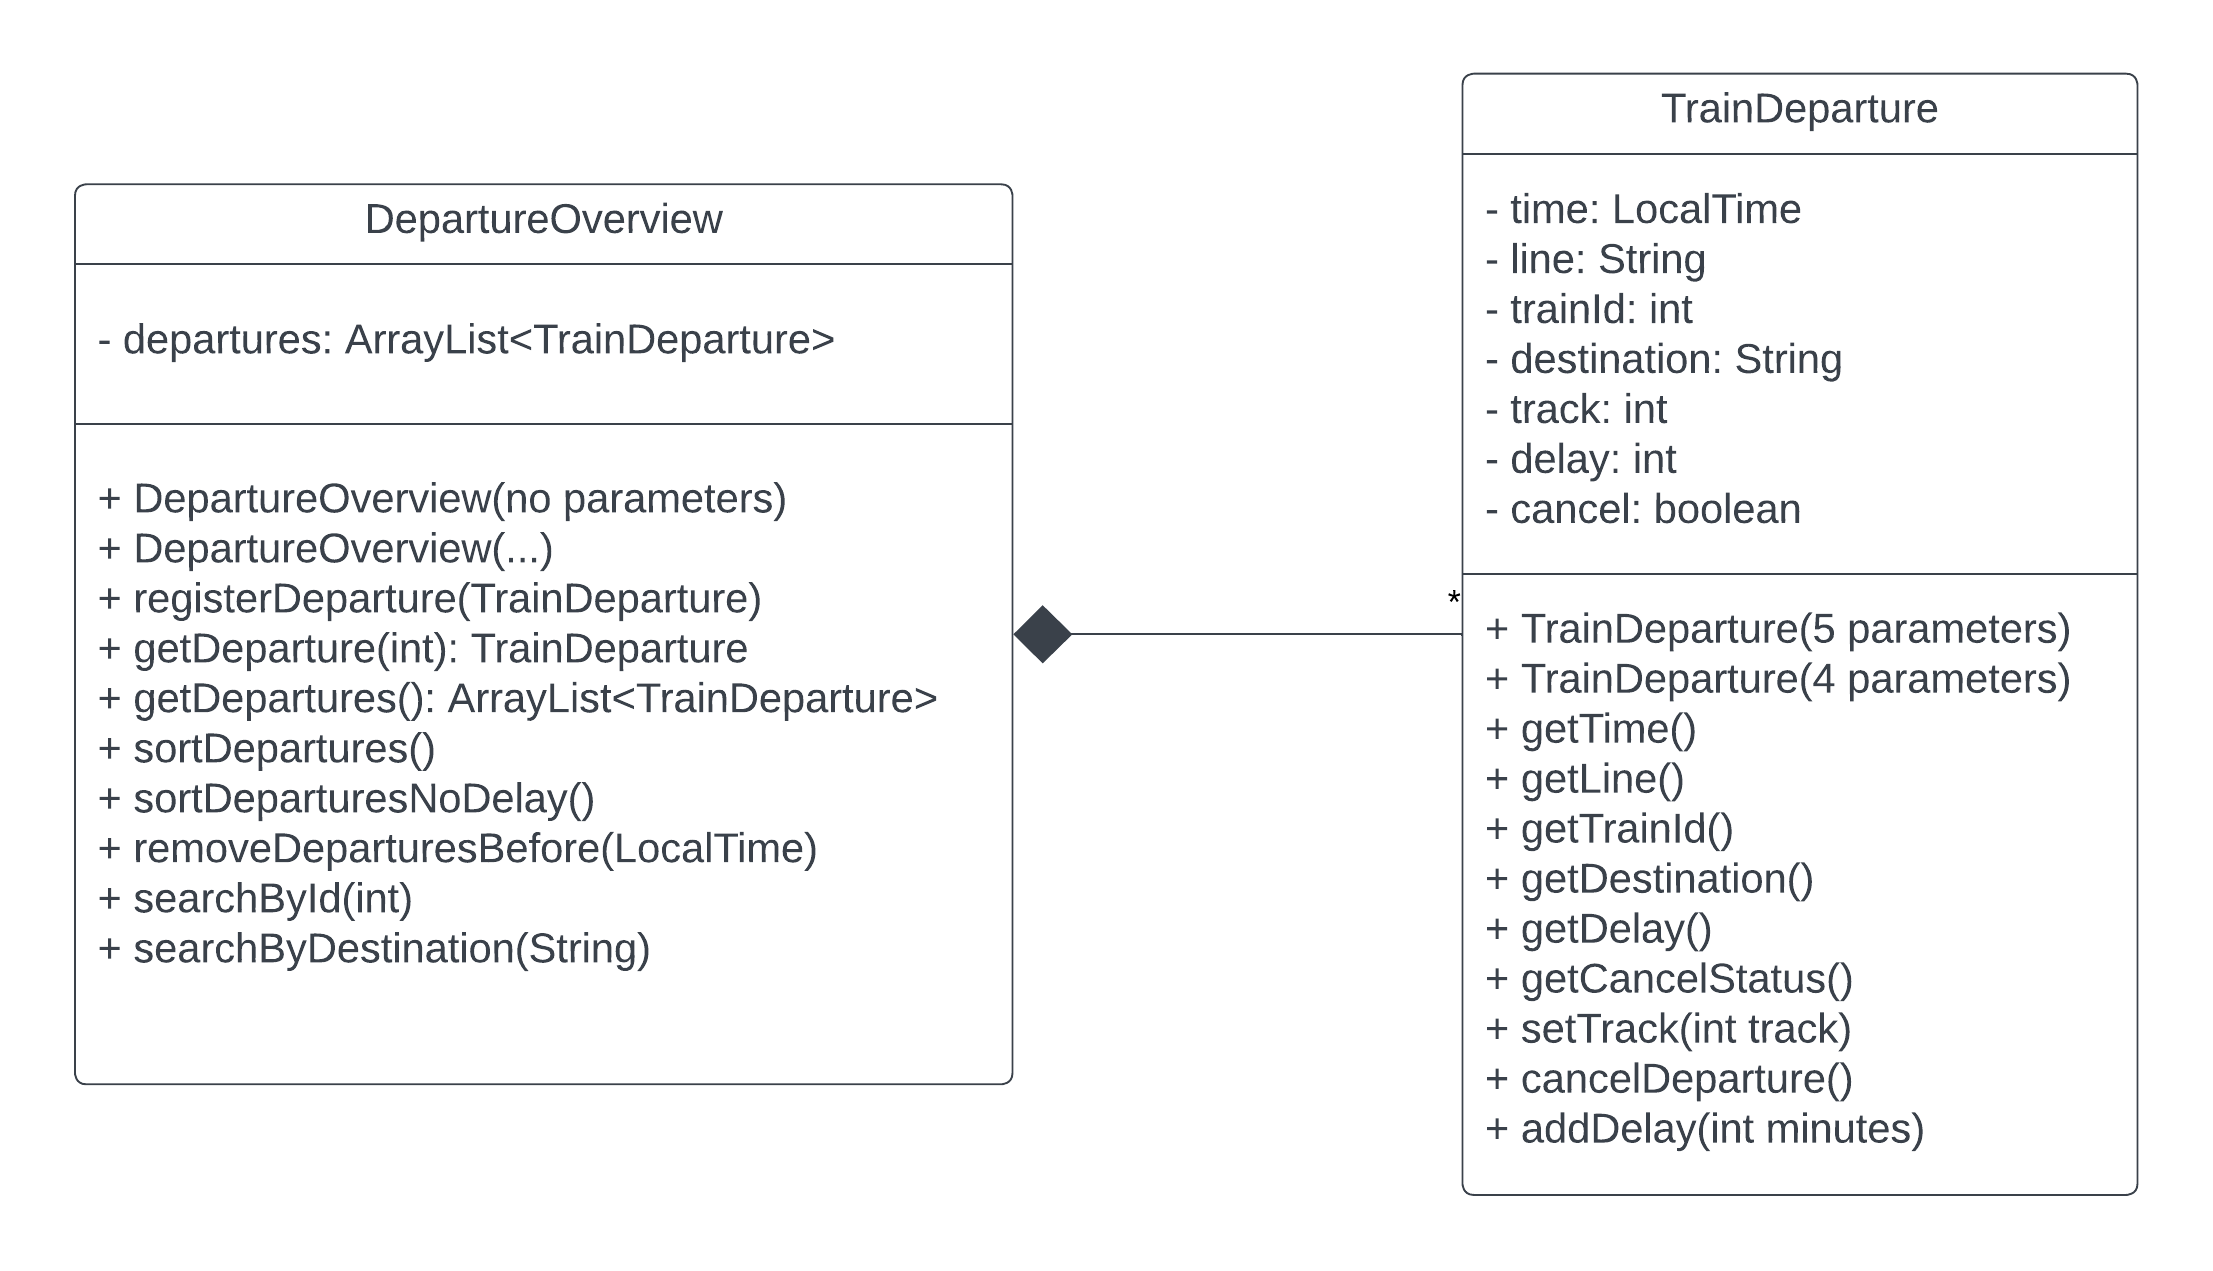 DepartureOverview
- departures: ArrayList<TrainDeparture>
+ DepartureOverview(no parameters)
+ DepartureOverview(...)
+ registerDeparture(TrainDeparture)
+ getDeparture(int): TrainDeparture
+ getDepartures(): ArrayList<TrainDeparture>
+ sortDepartures()
+ sortDeparturesNoDelay()
+ removeDeparturesBefore(LocalTime)
+ searchById(int)
+ searchByDestination(String)
*
TrainDeparture
- time: LocalTime
- line: String
- trainId: int
- destination: String
- track: int
- delay: int
- cancel: boolean
+ TrainDeparture(5 parameters)
+ TrainDeparture(4 parameters)
+ getTime()
+ getLine()
+ getTrainId()
+ getDestination()
+ getDelay()
+ getCancelStatus()
+ setTrack(int track)
+ cancelDeparture()
+ addDelay(int minutes)